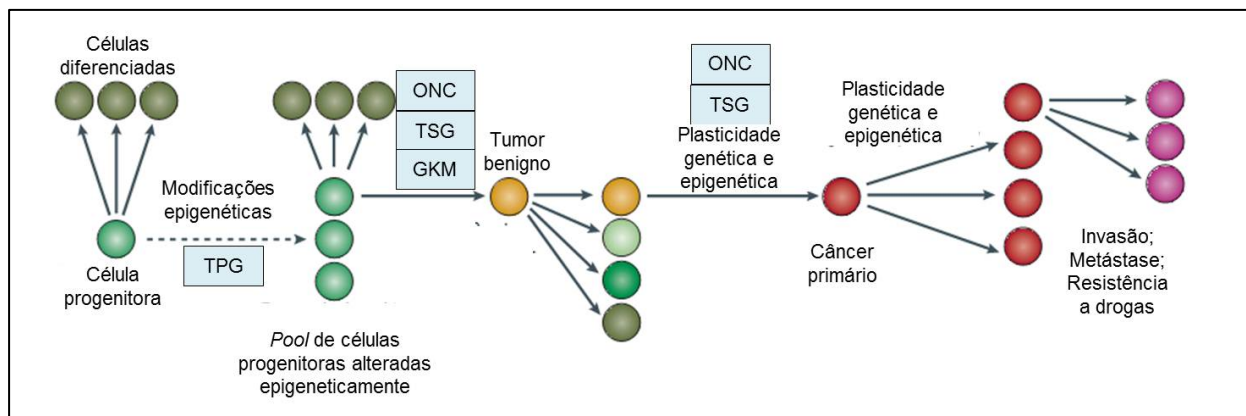 Células
diferenciadas
Modificações
epigenéticas
TPG
Célula
progenitora
Pool de células
progenitoras alteradas
epigeneticamente
ONC
TSG
GKM
Tumor
benigno
ONC
TSG
Plasticidade
genética e
epigenética
Câncer
primário
Plasticidade
genética e
epigenética
Invasão;
Metástase;
Resistência
a drogas